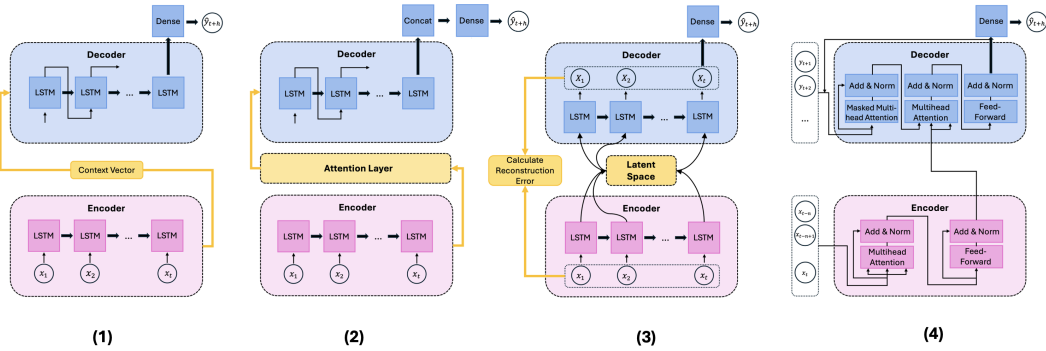 Dense
ŷt+h
Decoder
LSTM
LSTM
...
LSTM
Context Vector
Encoder
LSTM
LSTM
...
LSTM
x1
x2
xt
(1)
Concat
Dense
ŷt+h
Decoder
LSTM
LSTM
...
LSTM
Attention Layer
Encoder
LSTM
LSTM
...
LSTM
x1
x2
xt
(2)
Dense
ŷt+h
Decoder
X1
X2
Xt
LSTM
LSTM
...
LSTM
Calculate
Reconstruction
Error
Latent
Space
Encoder
LSTM
LSTM
...
LSTM
x1
x2
xt
(3)
Dense
ŷt+h
yt+1
yt+2
...
Decoder
Add & Norm
Masked Multi-
head Attention
Add & Norm
Multihead
Attention
Add & Norm
Feed-
Forward
xt−n
xt−n+1
xt
Encoder
Add & Norm
Multihead
Attention
Add & Norm
Feed-
Forward
(4)